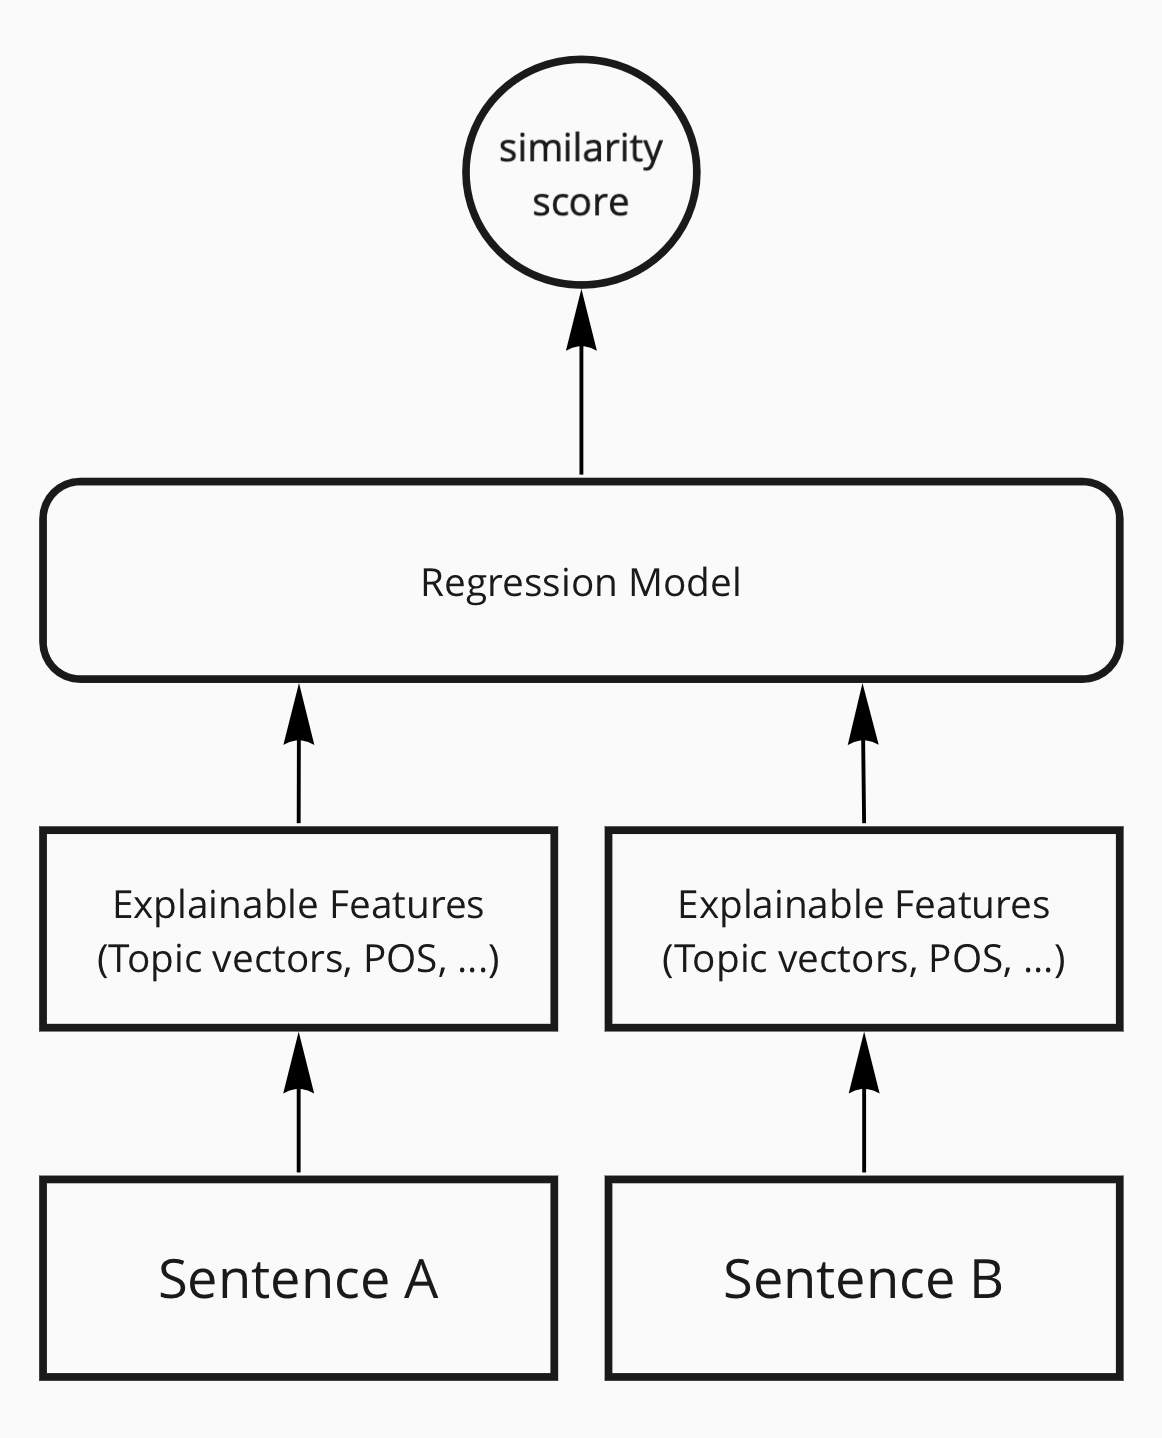 similarity
score
Regression Model
Explainable Features
(Topic vectors, POS, ...)
Explainable Features
(Topic vectors, POS, ...)
Sentence A
Sentence B